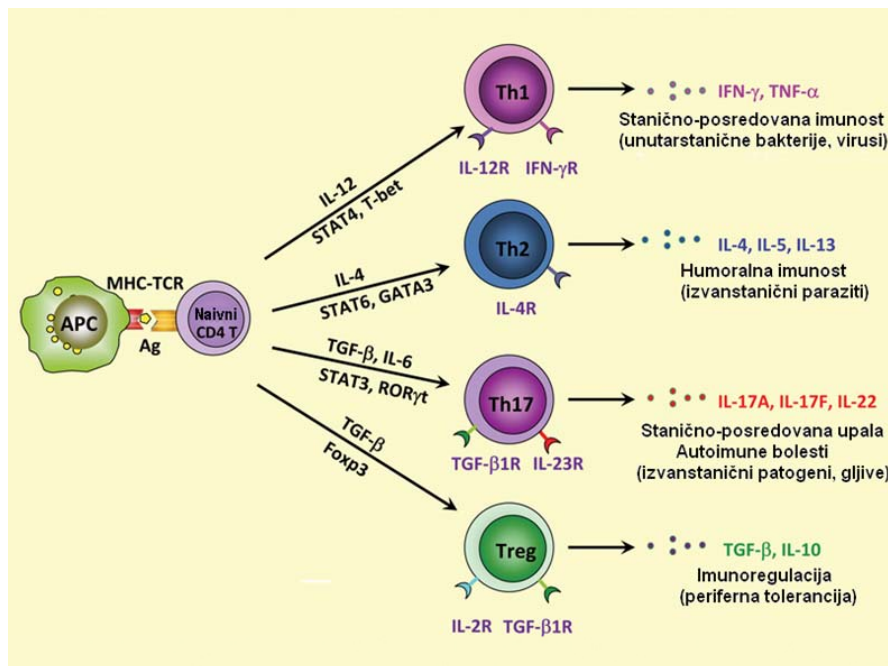 Th1
IFN-γ, TNF-α
Stanično-posredovana imunost
(unutarstanične bakterije, virusi)
IL-12R IFN-γR
IL-12
STAT4, T-bet
Th2
IL-4, IL-5, IL-13
Humoralna imunost
(izvanstanični paraziti)
IL-4R
IL-4
STAT6, GATA3
MHC-TCR
APC
Naivni
CD4 T
Ag
TGF-β, IL-6
STAT3, RORγt
Th17
IL-17A, IL-17F, IL-22
Stanično-posredovana upala
Autoimune bolesti
(izvanstanični patogeni, gljive)
TGF-β1R IL-23R
TGF-β
Foxp3
Treg
TGF-β, IL-10
Imunoregulacija
(periferna tolerancija)
IL-2R TGF-β1R